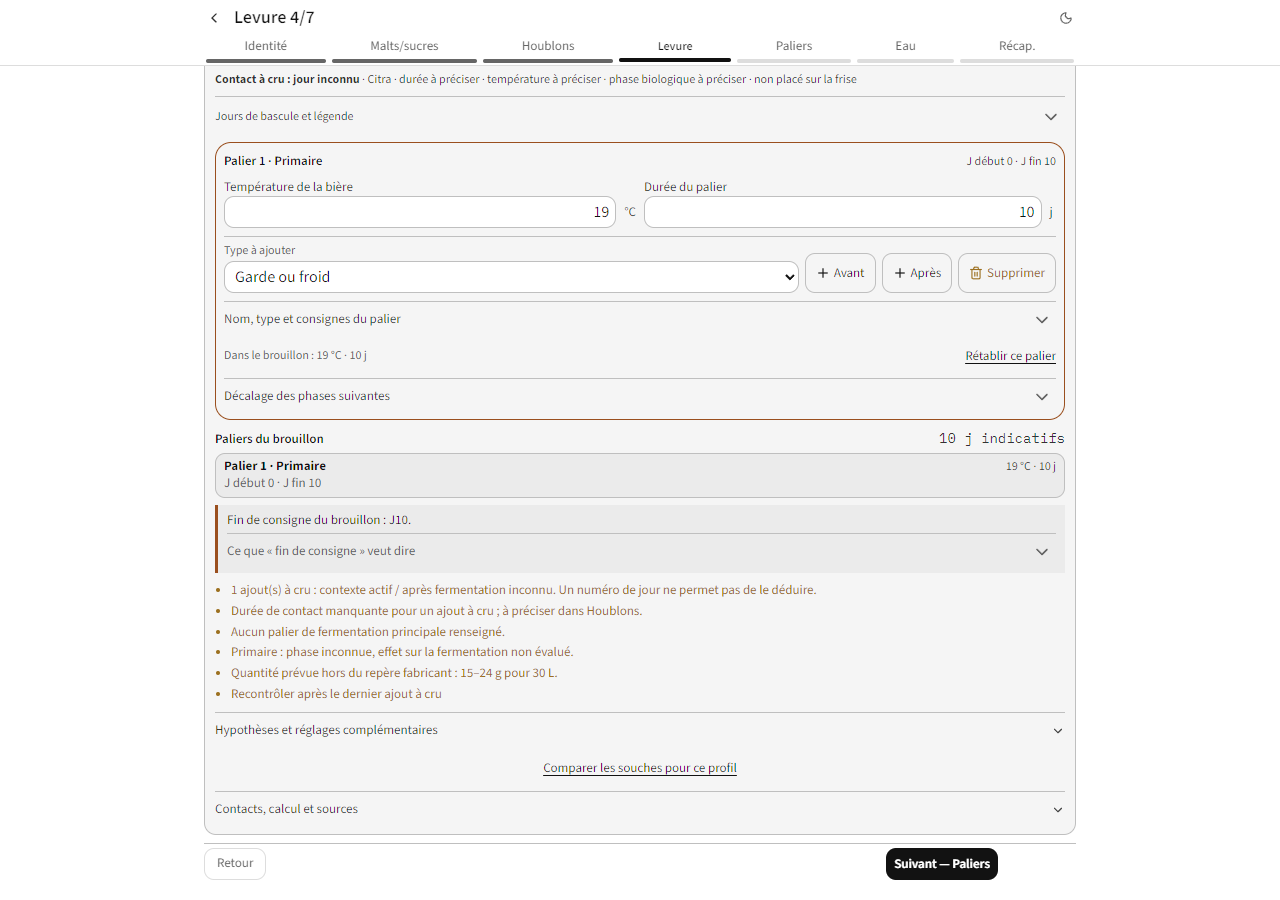 Levure 4/7
Identité
Malts/sucres
Houblons
Levure
Paliers
Eau
Récap.
Contact à cru : jour inconnu · Citra · durée à préciser · température à préciser · phase biologique à préciser · non placé sur la frise
Jours de bascule et légende
Palier 1 · Primaire
J début 0 · J fin 10
Température de la bière
Durée du palier
19 °C
10 j
Type à ajouter
Garde ou froid
+ Avant
+ Après
Supprimer
Nom, type et consignes du palier
Dans le brouillon : 19 °C · 10 j
Rétablir ce palier
Décalage des phases suivantes
Paliers du brouillon
10 j indicatifs
Palier 1 · Primaire
19 °C · 10 j
J début 0 · J fin 10
Fin de consigne du brouillon : J10.
Ce que « fin de consigne » veut dire
• 1 ajout(s) à cru : contexte actif / après fermentation inconnu. Un numéro de jour ne permet pas de le déduire.
• Durée de contact manquante pour un ajout à cru ; à préciser dans Houblons.
• Aucun palier de fermentation principale renseigné.
• Primaire : phase inconnue, effet sur la fermentation non évalué.
• Quantité prévue hors du repère fabricant : 15–24 g pour 30 L.
• Recontrôler après le dernier ajout à cru
Hypothèses et réglages complémentaires
Comparer les souches pour ce profil
Contacts, calcul et sources
Retour
Suivant — Paliers